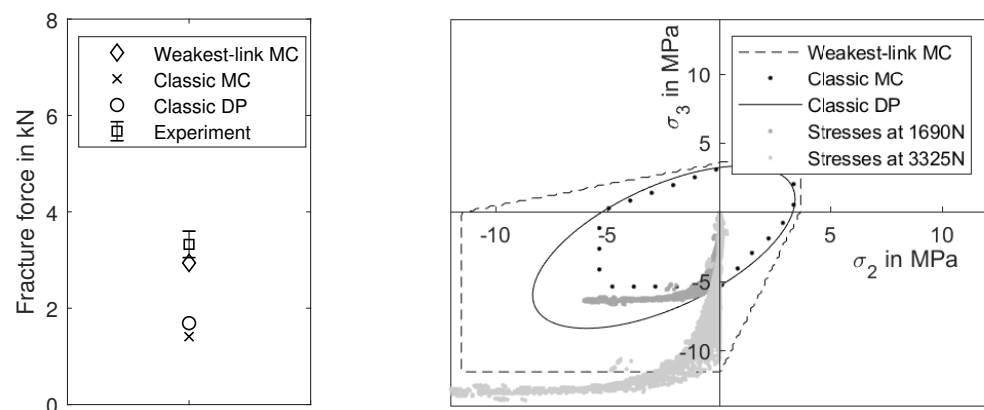 8
6
4
2
0
Fracture force in kN
Weakest-link MC
Classic MC
Classic DP
Experiment
σ3 in MPa
10
5
-5
-10
-10
-5
5
10
σ2 in MPa
Weakest-link MC
Classic MC
Classic DP
Stresses at 1690N
Stresses at 3325N